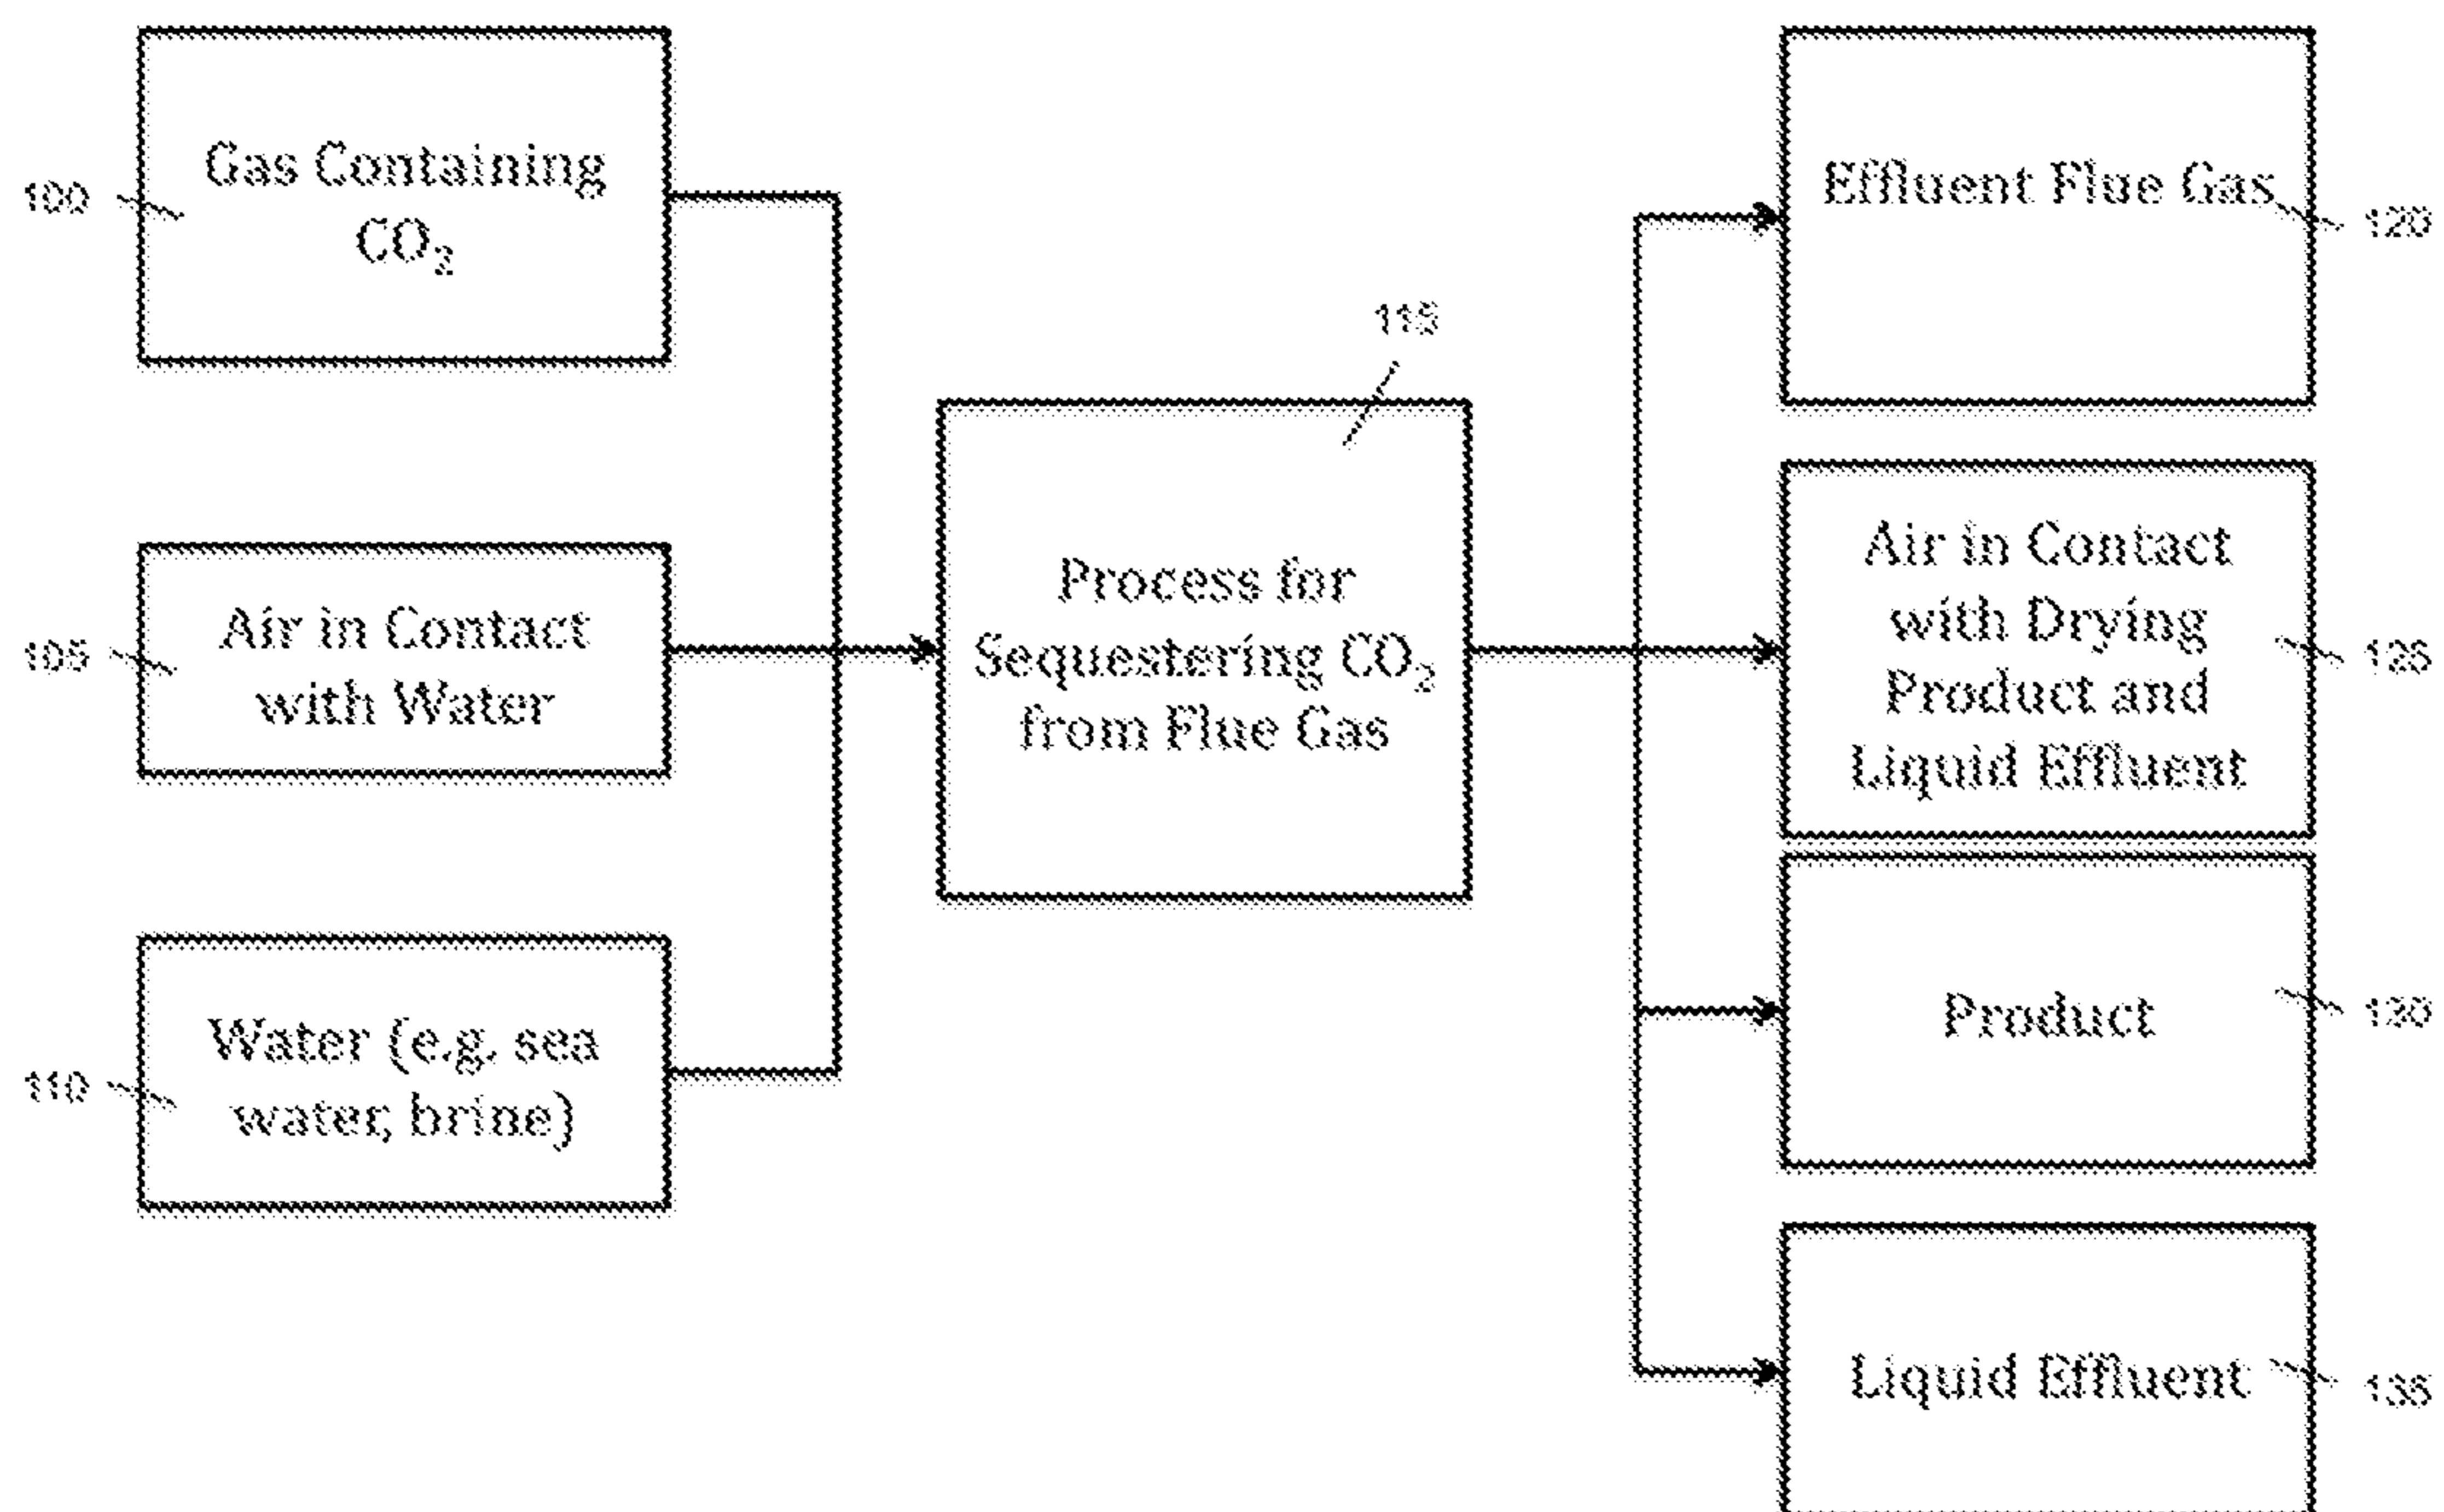 100
Gas Containing
CO₂
105
Air in Contact
with Water
110
Water (e.g. sea
water, brine)
115
Process for
Sequestering CO₂
from Flue Gas
Effluent Flue Gas
120
Air in Contact
with Drying
Product and
Liquid Effluent
125
Product
130
Liquid Effluent
135